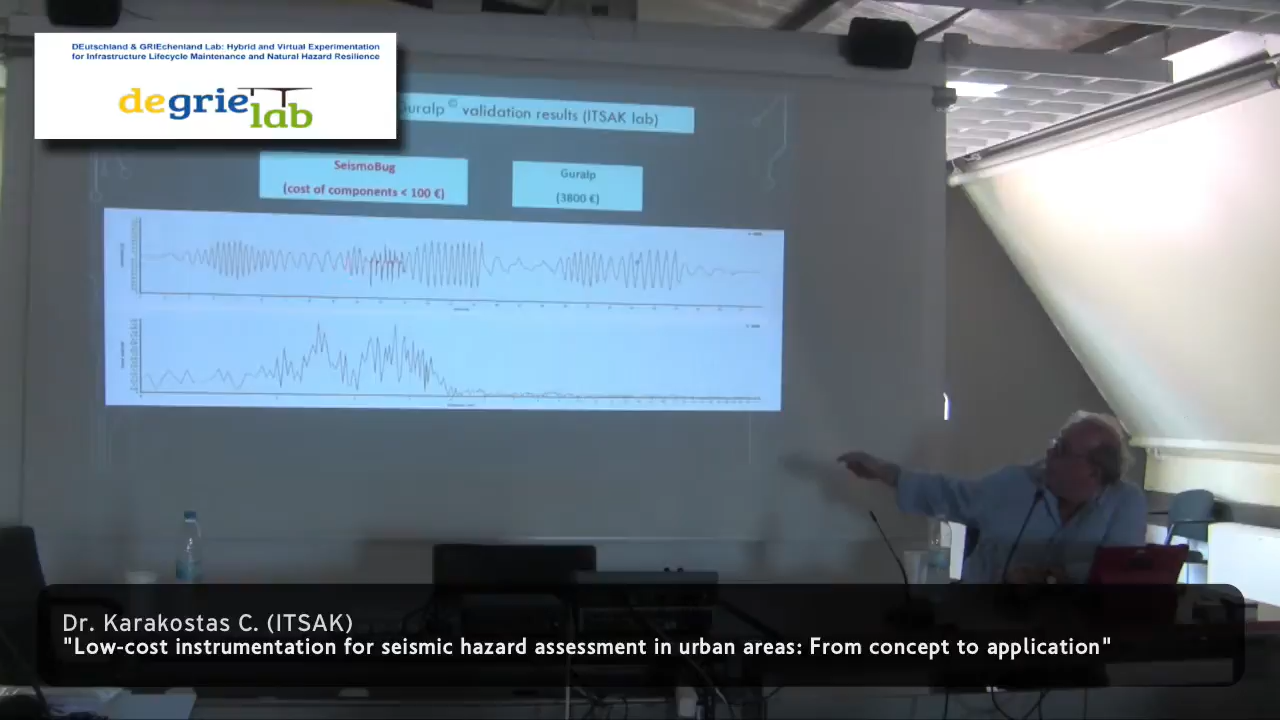 DEutschland & GRIEchenland Lab: Hybrid and Virtual Experimentation
for Infrastructure Lifecycle Maintenance and Natural Hazard Resilience
degrie
lab
Guralp © validation results (ITSAK lab)
SeismoBug
(cost of components < 100 €)
Guralp
(3800 €)
Dr. Karakostas C. (ITSAK)
"Low-cost instrumentation for seismic hazard assessment in urban areas: From concept to application"